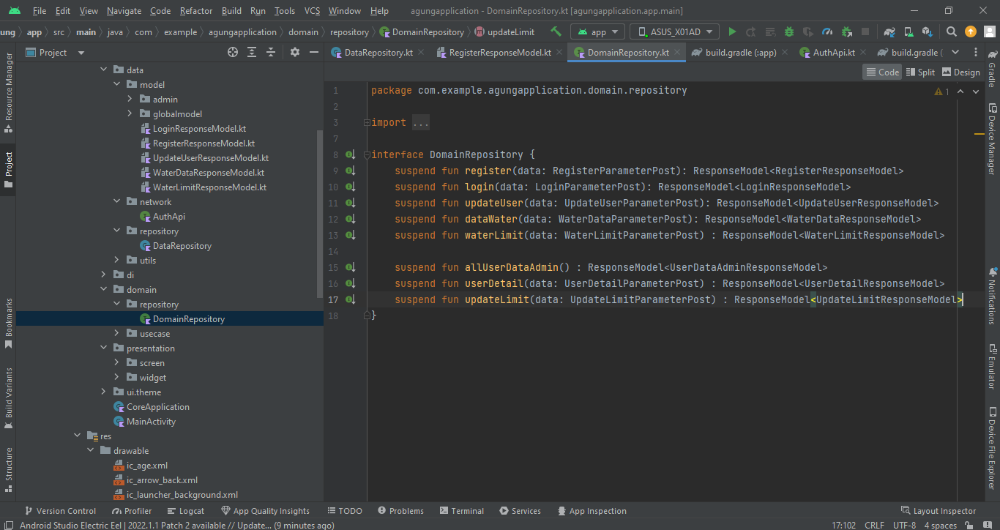 File Edit View Navigate Code Refactor Build Run Tools VCS Window Help agungapplication - DomainRepository.kt [agungapplication.app.main]
ung app src main java com example agungapplication domain repository DomainRepository updateLimit app ASUS_X01AD
Project DataRepository.kt RegisterResponseModel.kt DomainRepository.kt build.gradle (:app) AuthApi.kt build.gradle (
Code Split Design
Resource Manager
Project
Bookmarks
Build Variants
Structure
data
model
admin
globalmodel
LoginResponseModel.kt
RegisterResponseModel.kt
UpdateUserResponseModel.kt
WaterDataResponseModel.kt
WaterLimitResponseModel.kt
network
AuthApi
repository
DataRepository
utils
di
domain
repository
DomainRepository
usecase
presentation
screen
widget
ui.theme
CoreApplication
MainActivity
res
drawable
ic_age.xml
ic_arrow_back.xml
ic_launcher_background.xml
1 package com.example.agungapplication.domain.repository
2
3 import ...
7
8 interface DomainRepository {
9 suspend fun register(data: RegisterParameterPost): ResponseModel<RegisterResponseModel>
10 suspend fun login(data: LoginParameterPost): ResponseModel<LoginResponseModel>
11 suspend fun updateUser(data: UpdateUserParameterPost): ResponseModel<UpdateUserResponseModel>
12 suspend fun dataWater(data: WaterDataParameterPost): ResponseModel<WaterDataResponseModel>
13 suspend fun waterLimit(data: WaterLimitParameterPost) : ResponseModel<WaterLimitResponseModel>
14
15 suspend fun allUserDataAdmin() : ResponseModel<UserDataAdminResponseModel>
16 suspend fun userDetail(data: UserDetailParameterPost) : ResponseModel<UserDetailResponseModel>
17 suspend fun updateLimit(data: UpdateLimitParameterPost) : ResponseModel<UpdateLimitResponseModel>
18 }
1
Gradle
Device Manager
Notifications
Emulator
Device File Explorer
Version Control Profiler Logcat App Quality Insights TODO Problems Terminal Services App Inspection Layout Inspector
Android Studio Electric Eel | 2022.1.1 Patch 2 available // Update... (9 minutes ago) 17:102 CRLF UTF-8 4 spaces